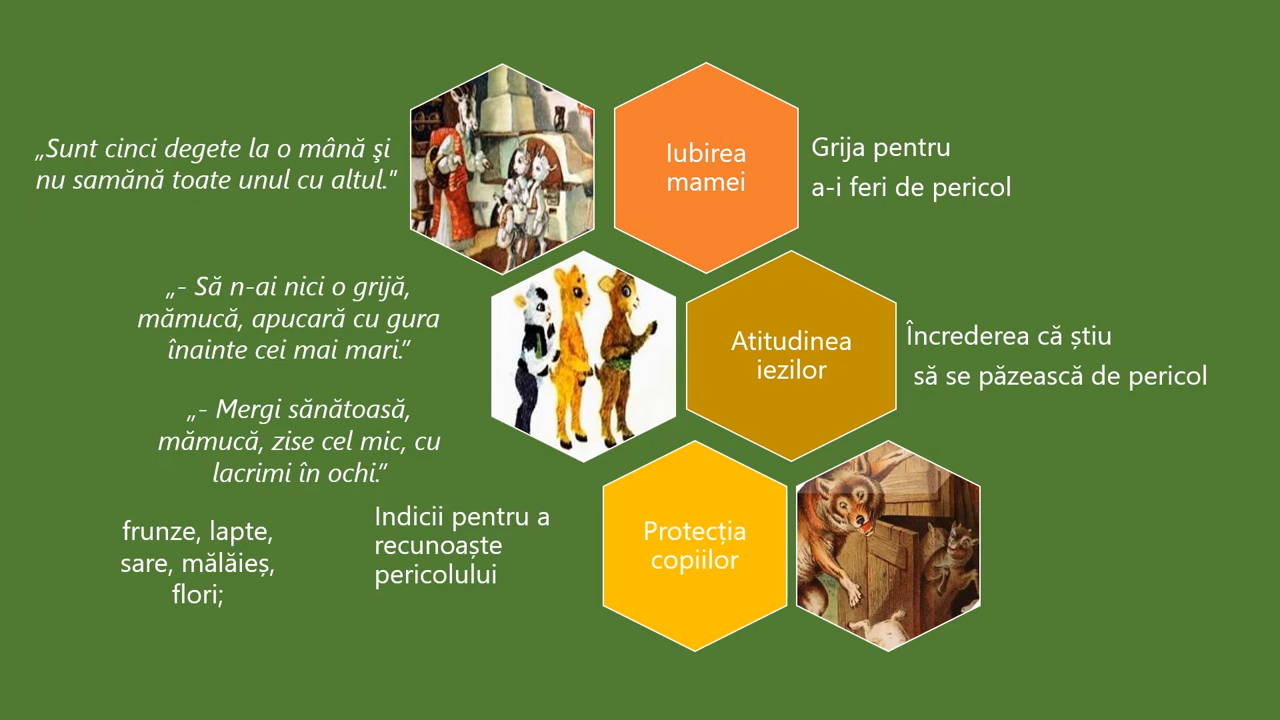 „Sunt cinci degete la o mână şi
nu samănă toate unul cu altul."
Iubirea
mamei
Grija pentru
a-i feri de pericol
„- Să n-ai nici o grijă,
mămucă, apucară cu gura
înainte cei mai mari.”
„- Mergi sănătoasă,
mămucă, zise cel mic, cu
lacrimi în ochi.”
Atitudinea
iezilor
Încrederea că știu
să se păzească de pericol
frunze, lapte,
sare, mălăieș,
flori;
Indicii pentru a
recunoaște
pericolului
Protecția
copiilor